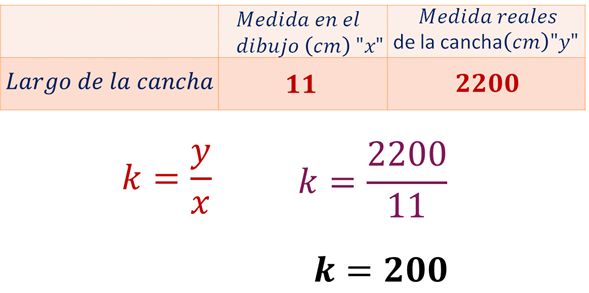 Medida en el Medida reales
dibujo (cm) "x" de la cancha(cm)"y"
Largo de la cancha 11 2200
k = y/x k = 2200/11
k = 200